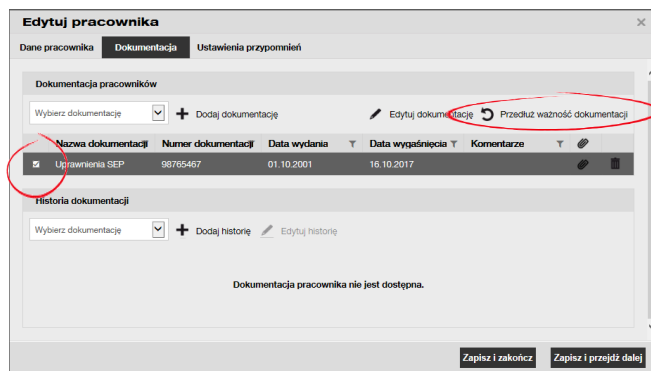 Edytuj pracownika
Dane pracownika Dokumentacja Ustawienia przypomnień
Dokumentacja pracowników
Wybierz dokumentację Dodaj dokumentację Edytuj dokumentację Przedłuż ważność dokumentacji
Nazwa dokumentacji Numer dokumentacji Data wydania Data wygaśnięcia Komentarze
Uprawnienia SEP 98765467 01.10.2001 16.10.2017
Historia dokumentacji
Wybierz dokumentację Dodaj historię Edytuj historię
Dokumentacja pracownika nie jest dostępna.
Zapisz i zakończ Zapisz i przejdź dalej